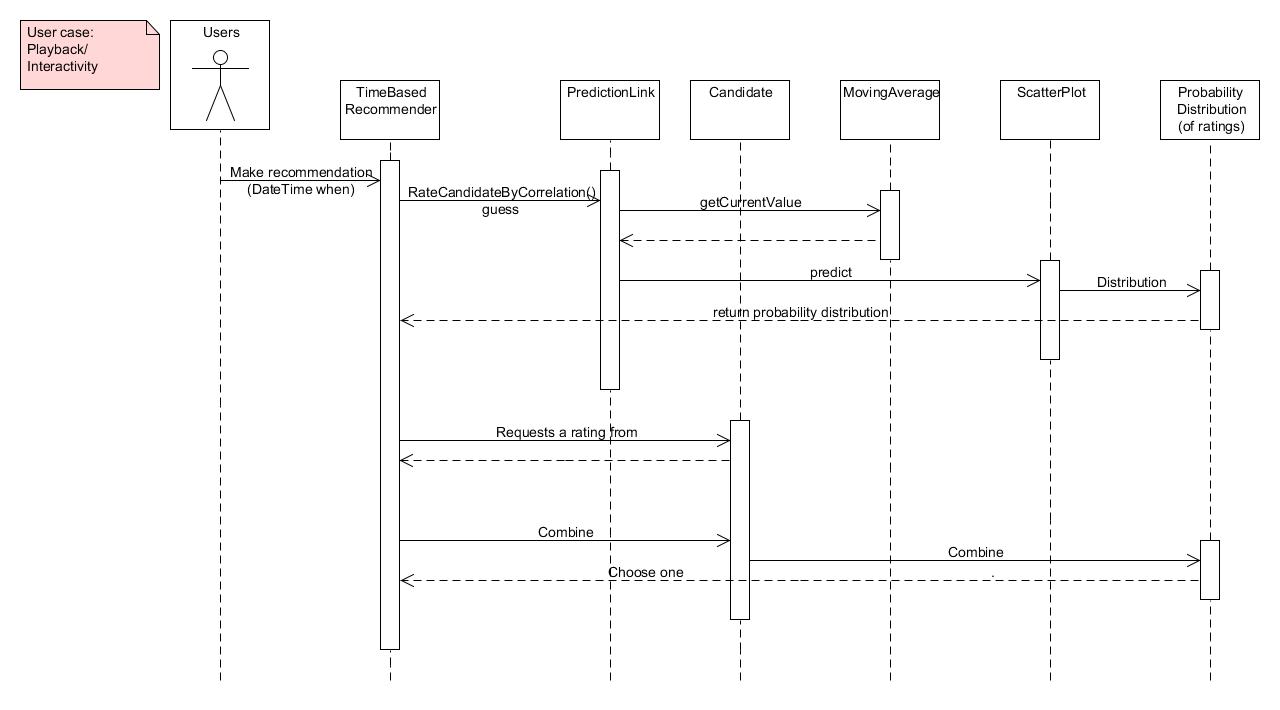 User case:
Playback/
Interactivity
Users
TimeBased
Recommender
PredictionLink
Candidate
MovingAverage
ScatterPlot
Probability
Distribution
(of ratings)
Make recommendation
(DateTime when)
RateCandidateByCorrelation()
guess
getCurrentValue
predict
Distribution
return probability distribution
Requests a rating from
Combine
Combine
Choose one
.